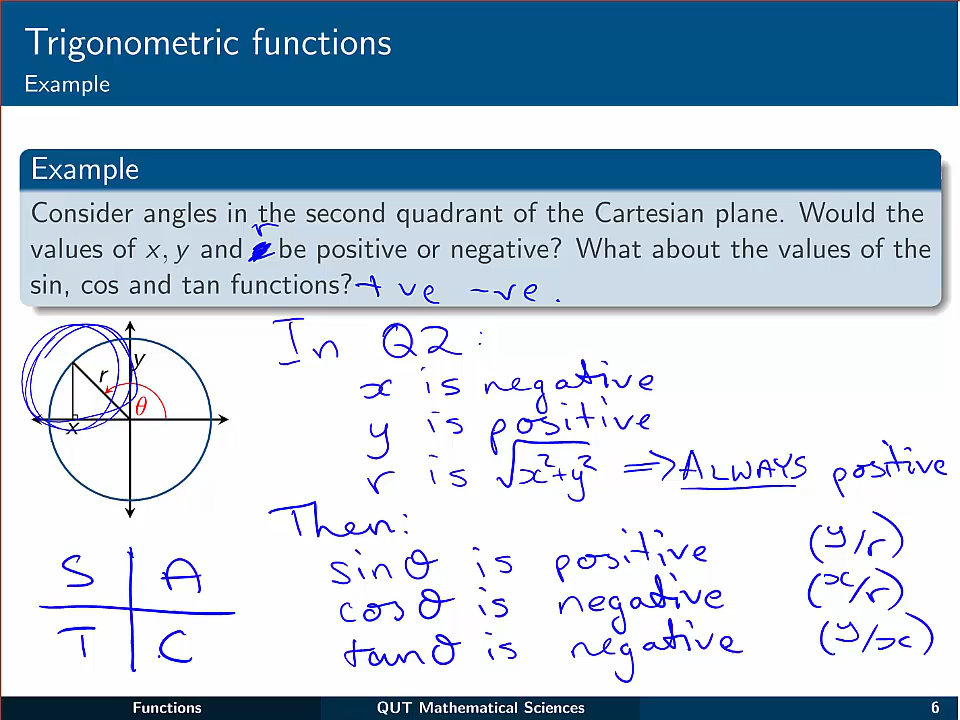 Trigonometric functions
Example
Example
Consider angles in the second quadrant of the Cartesian plane. Would the
values of x, y and r be positive or negative? What about the values of the
sin, cos and tan functions? +ve -ve.
y
r
θ
x
In Q2:
x is negative
y is positive
r is √x²+y² ⇒ ALWAYS positive
Then:
sinθ is positive (y/r)
cosθ is negative (x/r)
tanθ is negative (y/x)
S A
T C
Functions QUT Mathematical Sciences 6